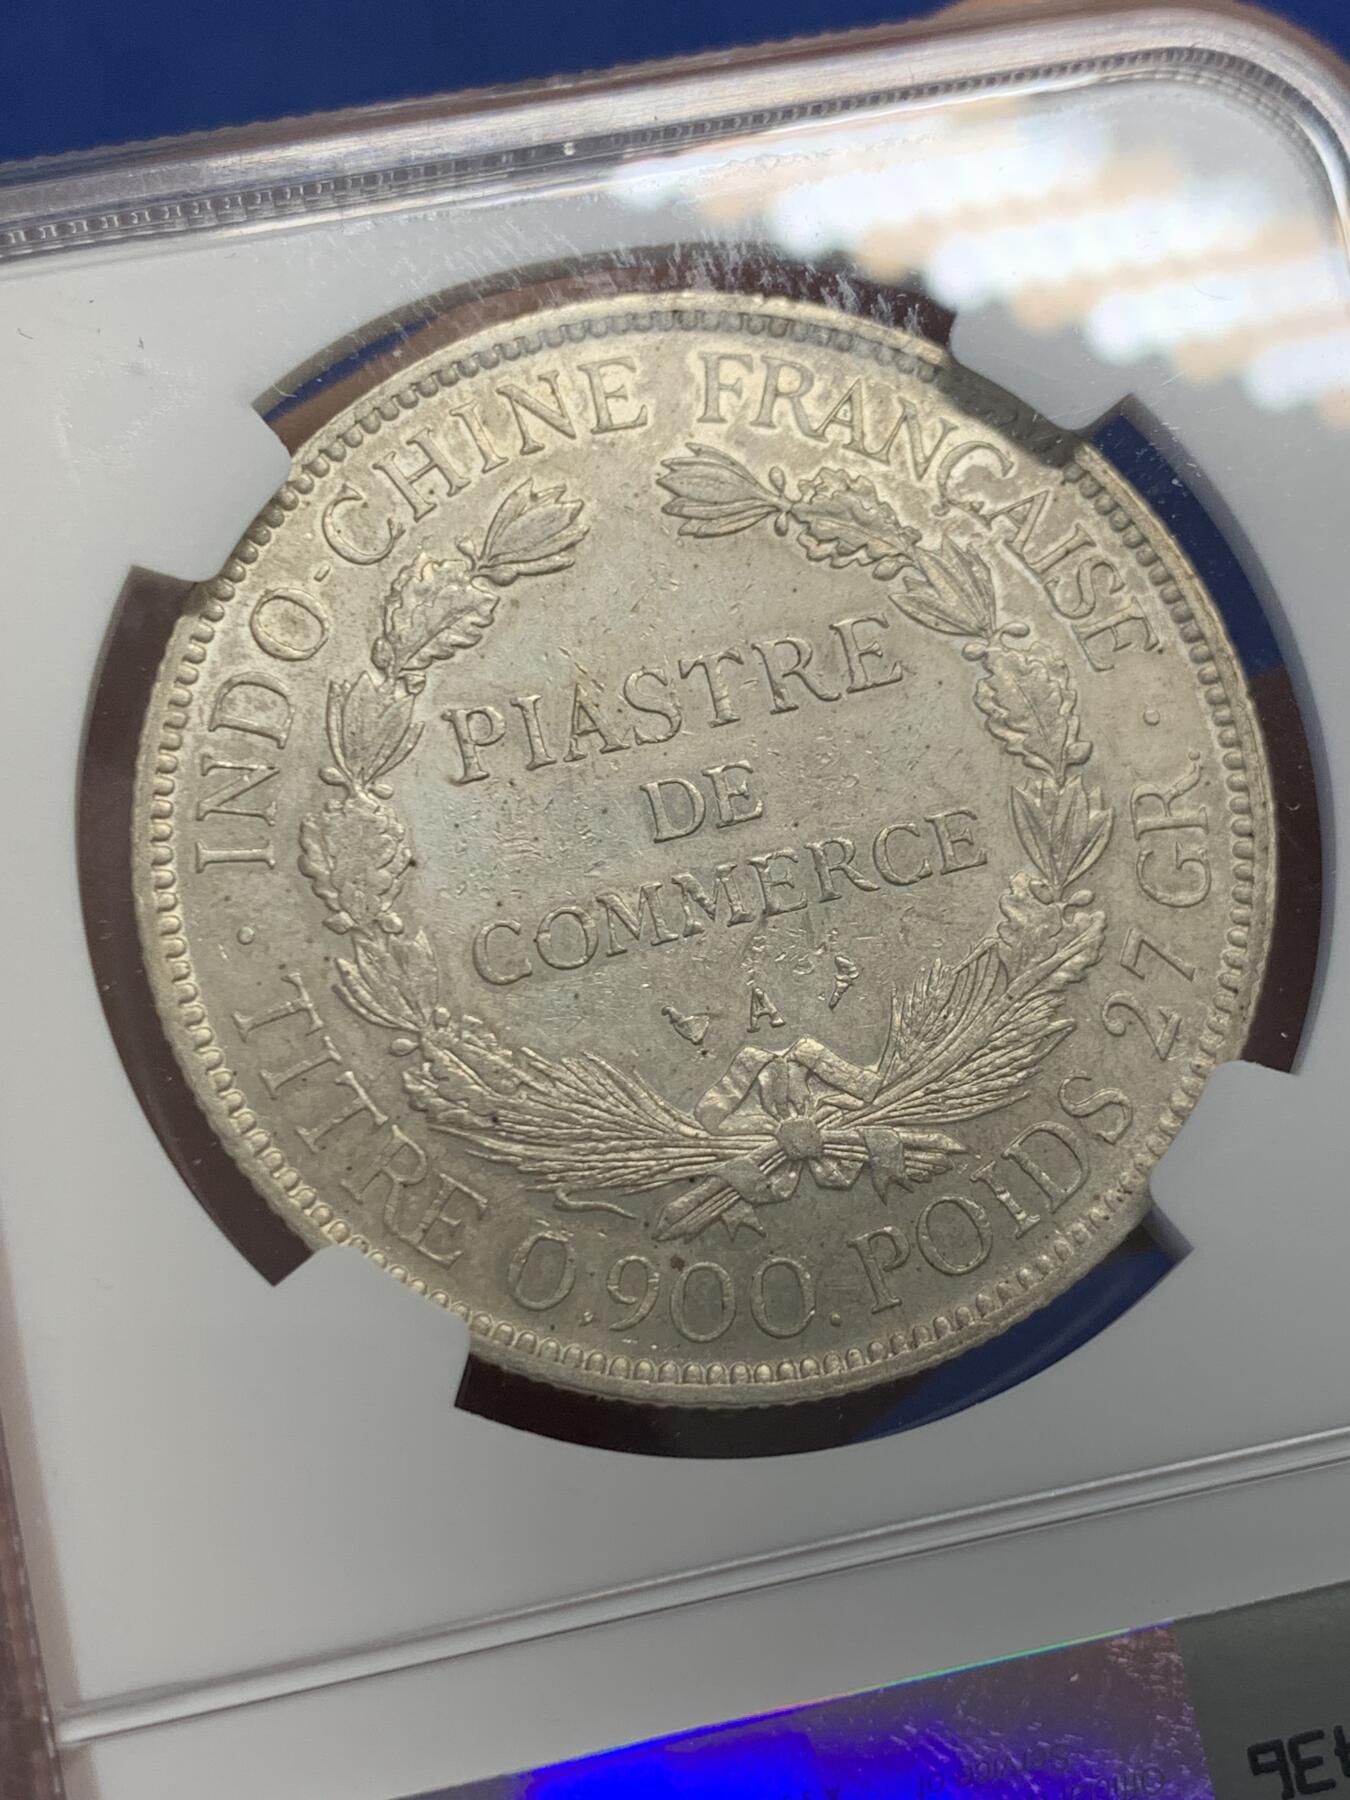 INDO-CHINE FRANÇAISE
PIASTRE
DE
COMMERCE
A
TITRE 0,900. POIDS 27 GR.